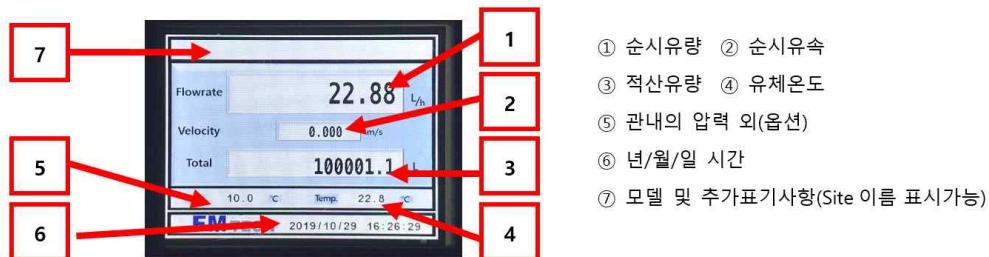 7
1
2
3
4
5
6
Flowrate 22.88 L/h
Velocity 0.000 m/s
Total 100001.1 L
10.0 ℃ Temp. 22.8 ℃
2019/10/29 16:26:29
① 순시유량 ② 순시유속
③ 적산유량 ④ 유체온도
⑤ 관내의 압력 외(옵션)
⑥ 년/월/일 시간
⑦ 모델 및 추가표기사항(Site 이름 표시가능)